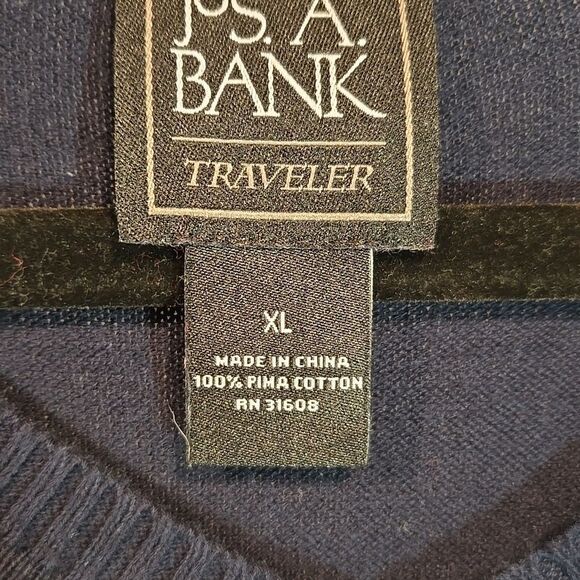 JOS. A.
BANK
TRAVELER
XL
MADE IN CHINA
100% PIMA COTTON
RN 31608